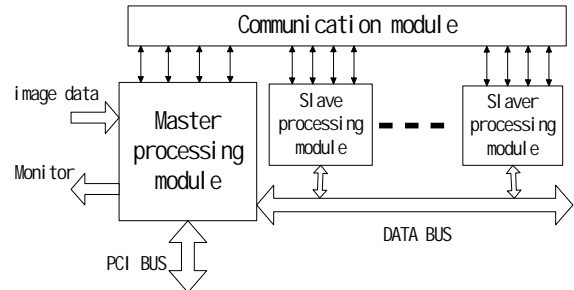 Communication module
image data
Master
processing
module
Slave
processing
module
Slaver
processing
module
Monitor
DATA BUS
PCI BUS